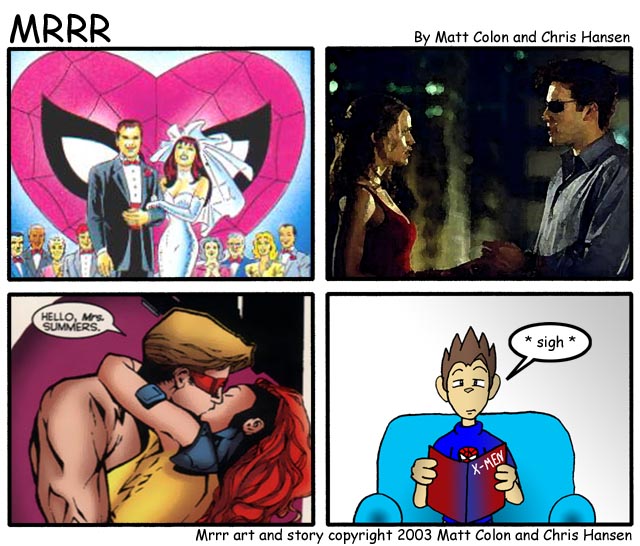 MRRR
By Matt Colon and Chris Hansen
HELLO, Mrs.
SUMMERS.
* sigh *
X-MEN
Mrrr art and story copyright 2003 Matt Colon and Chris Hansen